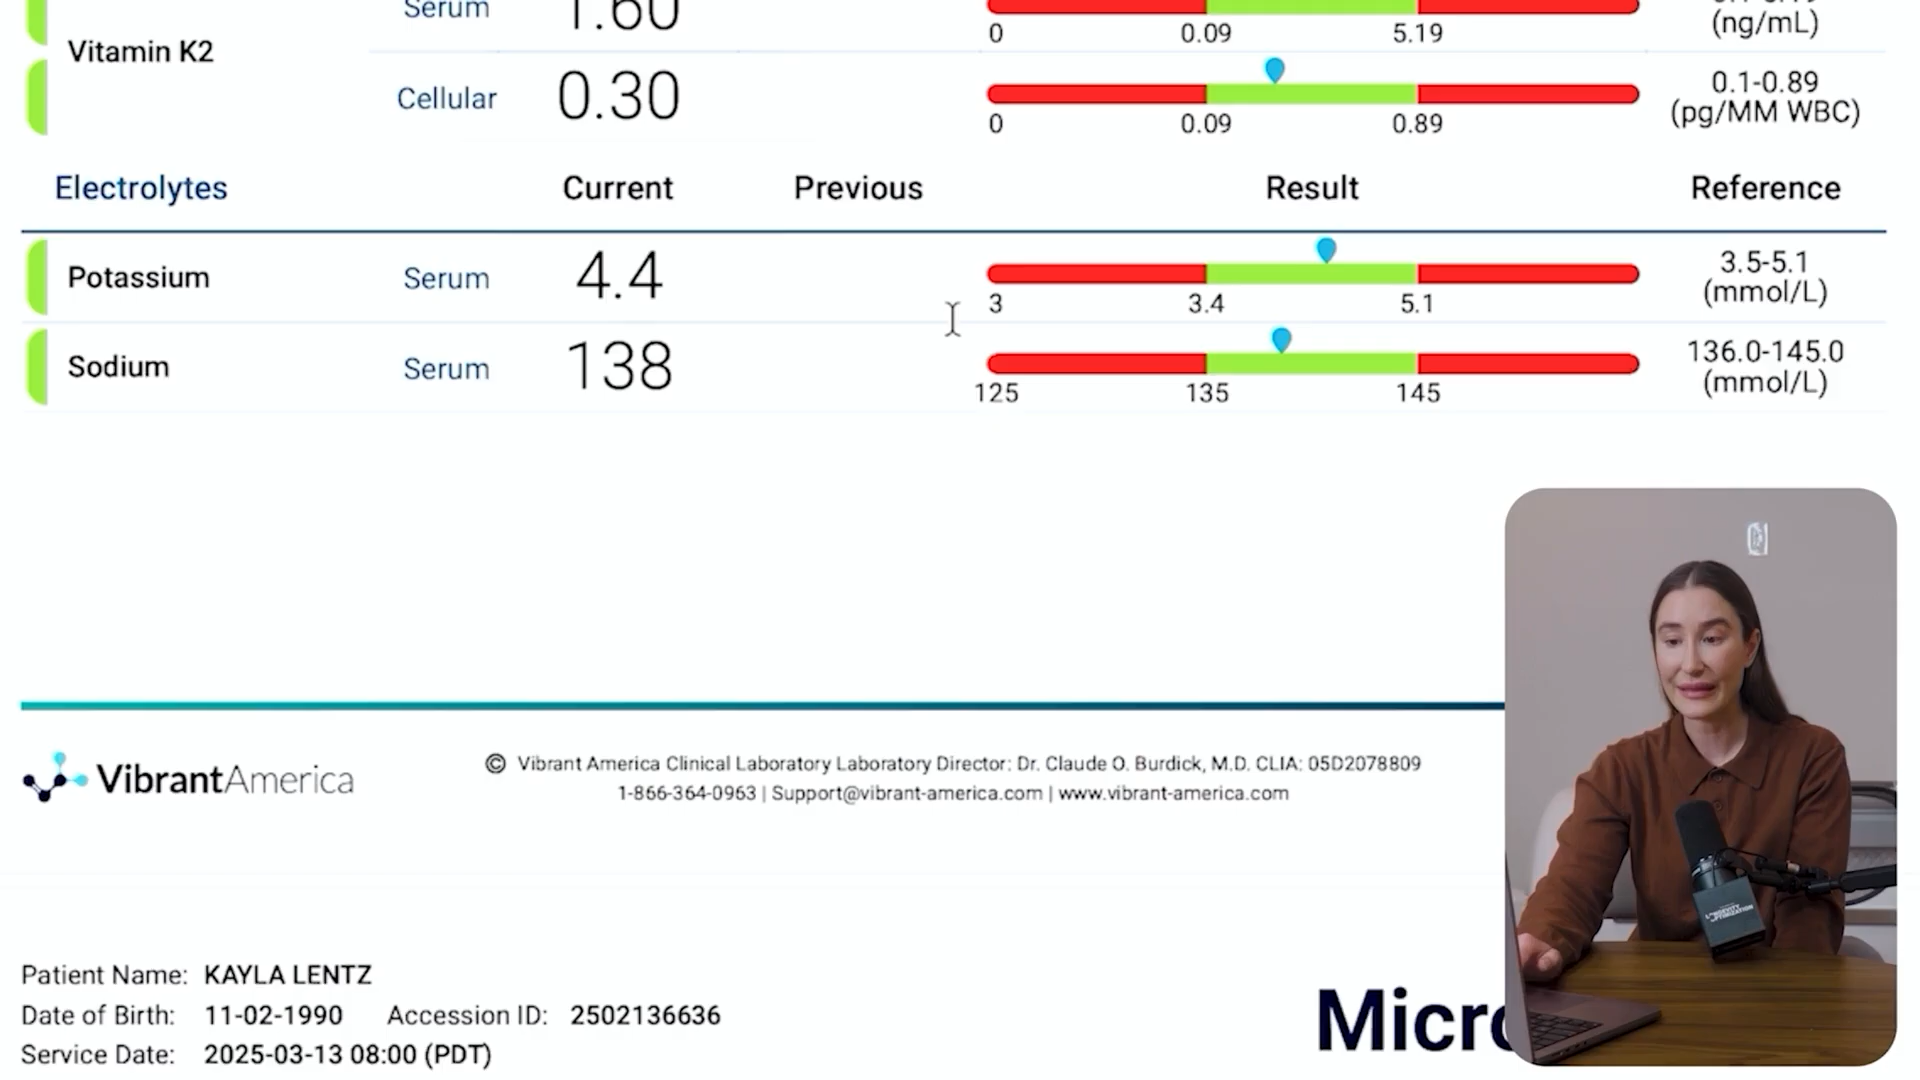 Serum 1.60
0 0.09 5.19 (ng/mL)
Vitamin K2
Cellular 0.30 0.1-0.89
(pg/MM WBC)
0 0.09 0.89
Electrolytes Current Previous Result Reference
Potassium Serum 4.4 3.5-5.1
(mmol/L)
3 3.4 5.1
Sodium Serum 138 136.0-145.0
(mmol/L)
125 135 145
VibrantAmerica
© Vibrant America Clinical Laboratory Laboratory Director: Dr. Claude O. Burdick, M.D. CLIA: 05D2078809
1-866-364-0963 | Support@vibrant-america.com | www.vibrant-america.com
LONGEVITY
OPTIMIZATION
Patient Name: KAYLA LENTZ
Date of Birth: 11-02-1990 Accession ID: 2502136636
Service Date: 2025-03-13 08:00 (PDT)
Micro